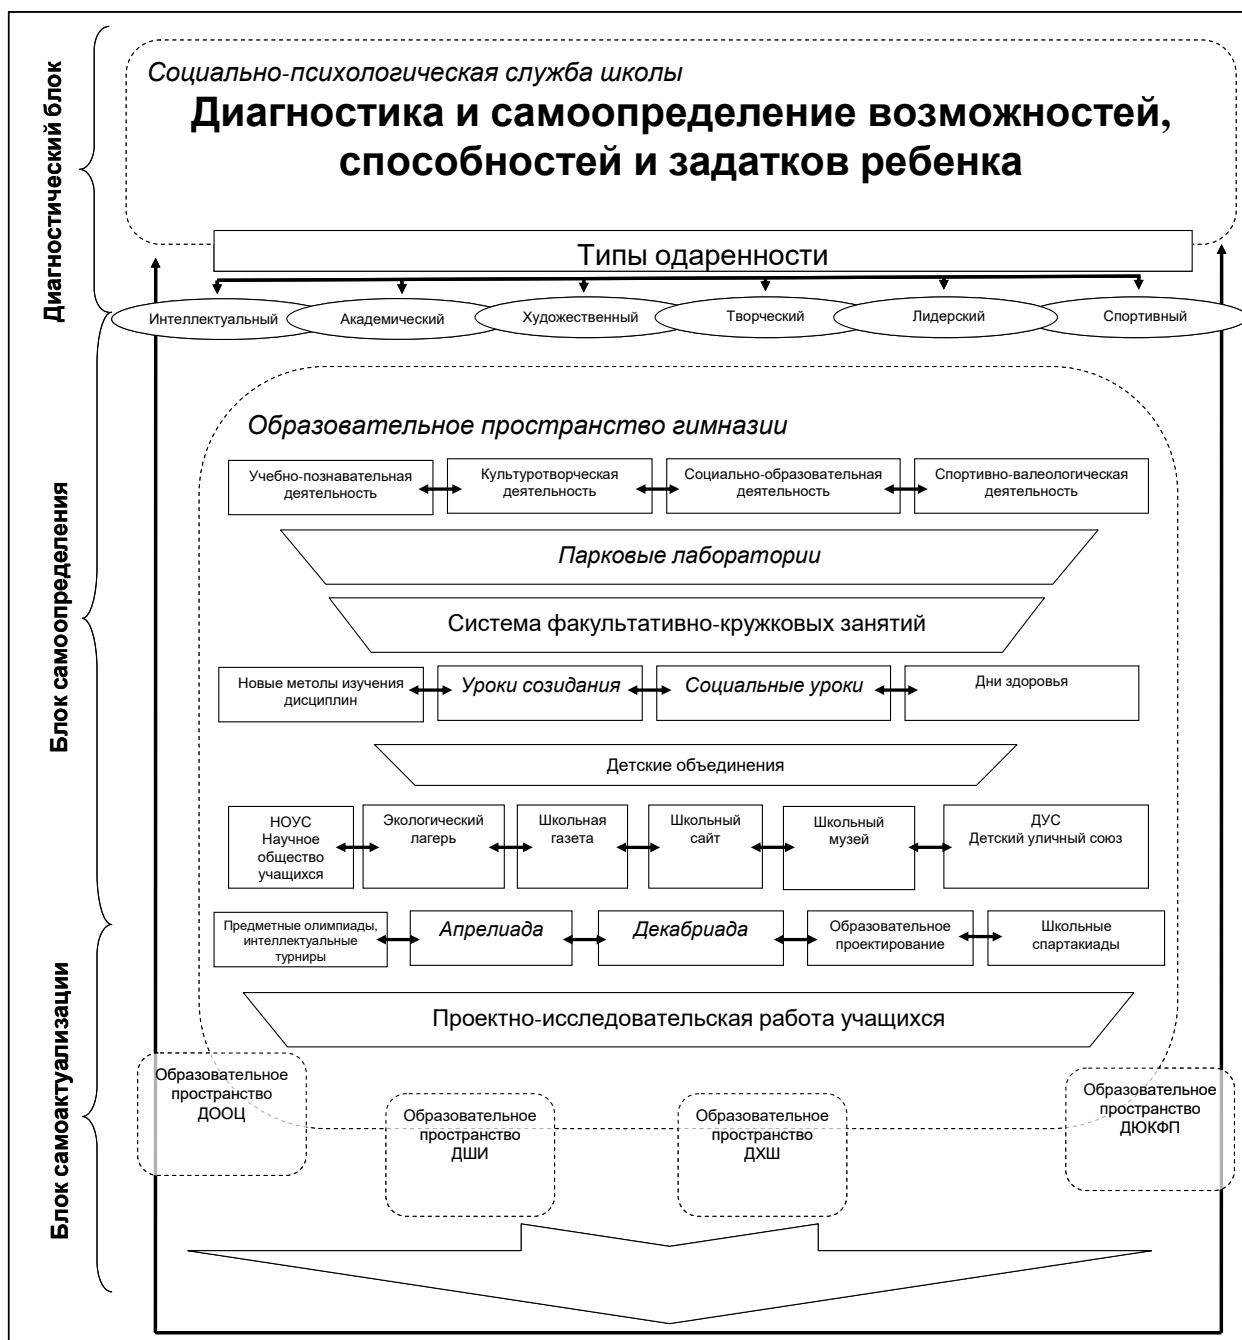 Диагностический блок
Социально-психологическая служба школы
Диагностика и самоопределение возможностей,
способностей и задатков ребенка
Типы одаренности
Интеллектуальный
Академический
Художественный
Творческий
Лидерский
Спортивный
Блок самоопределения
Образовательное пространство гимназии
Учебно-познавательная
деятельность
Культуротворческая
деятельность
Социально-образовательная
деятельность
Спортивно-валеологическая
деятельность
Парковые лаборатории
Система факультативно-кружковых занятий
Новые метолы изучения
дисциплин
Уроки созидания
Социальные уроки
Дни здоровья
Детские объединения
НОУС
Научное
общество
учащихся
Экологический
лагерь
Школьная
газета
Школьный
сайт
Школьный
музей
ДУС
Детский уличный союз
Блок самоактуализации
Предметные олимпиады,
интеллектуальные
турниры
Апрелиада
Декабриада
Образовательное
проектирование
Школьные
спартакиады
Проектно-исследовательская работа учащихся
Образовательное
пространство
ДООЦ
Образовательное
пространство
ДШИ
Образовательное
пространство
ДХШ
Образовательное
пространство
ДЮКФП